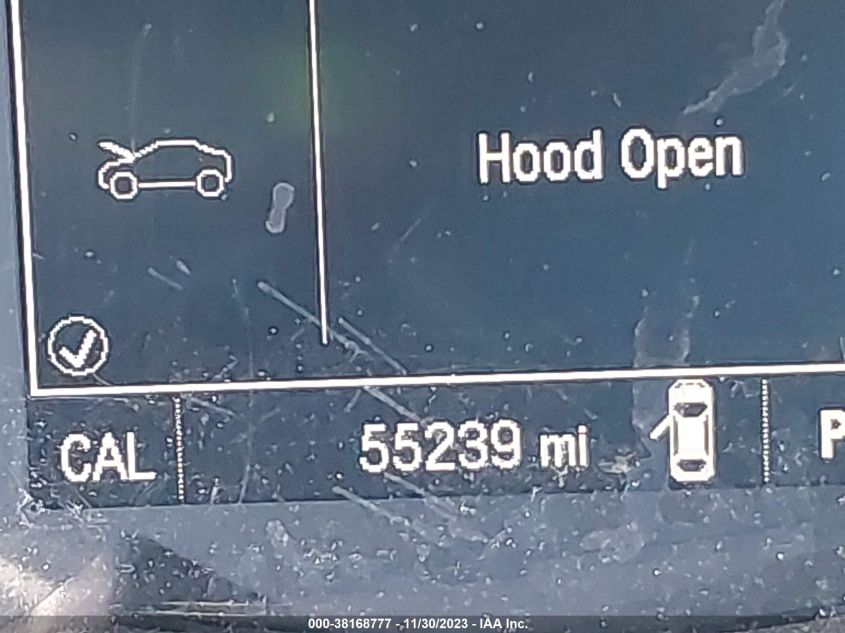 Hood Open
CAL 55239 mi P
000-38168777 - 11/30/2023 - IAA Inc.